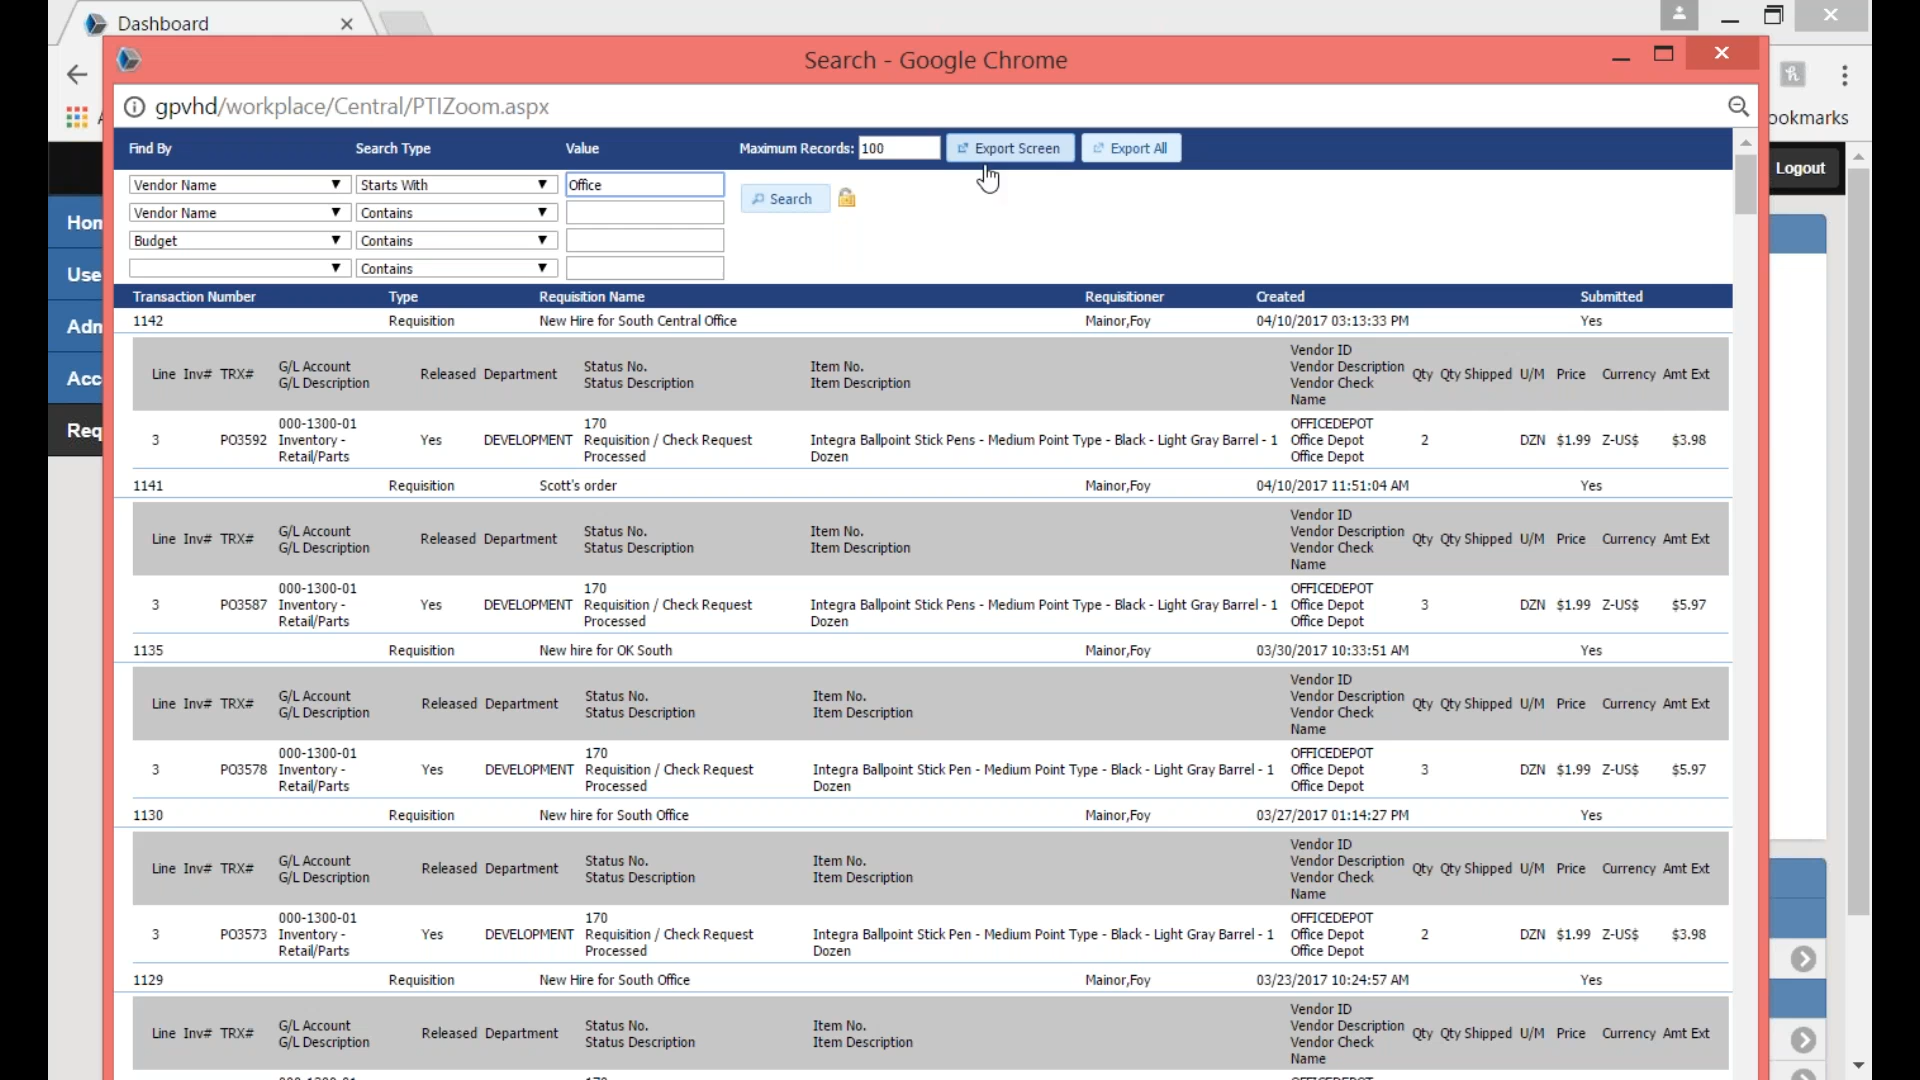 Dashboard
Search - Google Chrome
gpvhd/workplace/Central/PTIZoom.aspx
ookmarks
Logout
Hom
Use
Adm
Acc
Req
Find By Search Type Value Maximum Records: 100 Export Screen Export All
Vendor Name Starts With Office
Search
Vendor Name Contains
Budget Contains
Contains
Transaction Number Type Requisition Name Requisitioner Created Submitted
1142 Requisition New Hire for South Central Office Mainor,Foy 04/10/2017 03:13:33 PM Yes
Line Inv# TRX# G/L Account G/L Description Released Department Status No. Status Description Item No. Item Description Vendor ID Vendor Description Vendor Check Name Qty Qty Shipped U/M Price Currency Amt Ext
3 PO3592 000-1300-01 Inventory - Retail/Parts Yes DEVELOPMENT 170 Requisition / Check Request Processed Integra Ballpoint Stick Pens - Medium Point Type - Black - Light Gray Barrel - 1 Dozen OFFICEDEPOT Office Depot Office Depot 2 DZN $1.99 Z-US$ $3.98
1141 Requisition Scott's order Mainor,Foy 04/10/2017 11:51:04 AM Yes
Line Inv# TRX# G/L Account G/L Description Released Department Status No. Status Description Item No. Item Description Vendor ID Vendor Description Vendor Check Name Qty Qty Shipped U/M Price Currency Amt Ext
3 PO3587 000-1300-01 Inventory - Retail/Parts Yes DEVELOPMENT 170 Requisition / Check Request Processed Integra Ballpoint Stick Pens - Medium Point Type - Black - Light Gray Barrel - 1 Dozen OFFICEDEPOT Office Depot Office Depot 3 DZN $1.99 Z-US$ $5.97
1135 Requisition New hire for OK South Mainor,Foy 03/30/2017 10:33:51 AM Yes
Line Inv# TRX# G/L Account G/L Description Released Department Status No. Status Description Item No. Item Description Vendor ID Vendor Description Vendor Check Name Qty Qty Shipped U/M Price Currency Amt Ext
3 PO3578 000-1300-01 Inventory - Retail/Parts Yes DEVELOPMENT 170 Requisition / Check Request Processed Integra Ballpoint Stick Pen - Medium Point Type - Black - Light Gray Barrel - 1 Dozen OFFICEDEPOT Office Depot Office Depot 3 DZN $1.99 Z-US$ $5.97
1130 Requisition New hire for South Office Mainor,Foy 03/27/2017 01:14:27 PM Yes
Line Inv# TRX# G/L Account G/L Description Released Department Status No. Status Description Item No. Item Description Vendor ID Vendor Description Vendor Check Name Qty Qty Shipped U/M Price Currency Amt Ext
3 PO3573 000-1300-01 Inventory - Retail/Parts Yes DEVELOPMENT 170 Requisition / Check Request Processed Integra Ballpoint Stick Pen - Medium Point Type - Black - Light Gray Barrel - 1 Dozen OFFICEDEPOT Office Depot Office Depot 2 DZN $1.99 Z-US$ $3.98
1129 Requisition New Hire for South Office Mainor,Foy 03/23/2017 10:24:57 AM Yes
Line Inv# TRX# G/L Account G/L Description Released Department Status No. Status Description Item No. Item Description Vendor ID Vendor Description Vendor Check Name Qty Qty Shipped U/M Price Currency Amt Ext